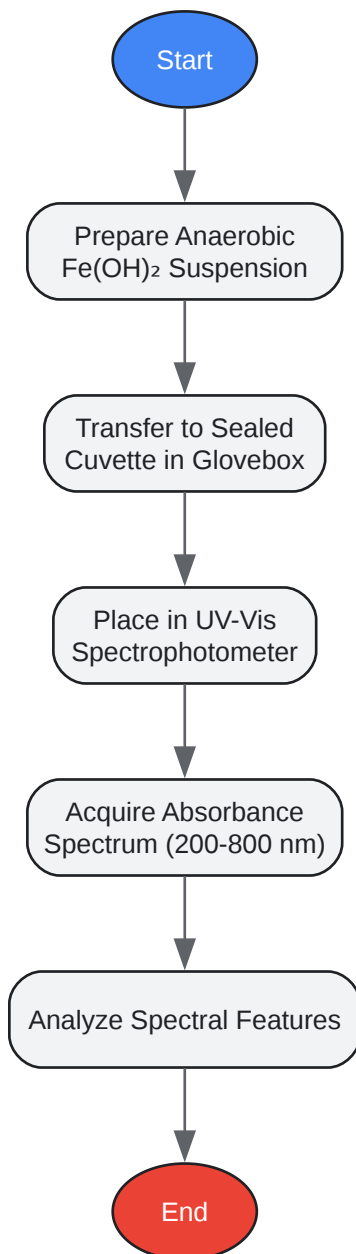 Start
Prepare Anaerobic
Fe(OH)₂ Suspension
Transfer to Sealed
Cuvette in Glovebox
Place in UV-Vis
Spectrophotometer
Acquire Absorbance
Spectrum (200-800 nm)
Analyze Spectral Features
End